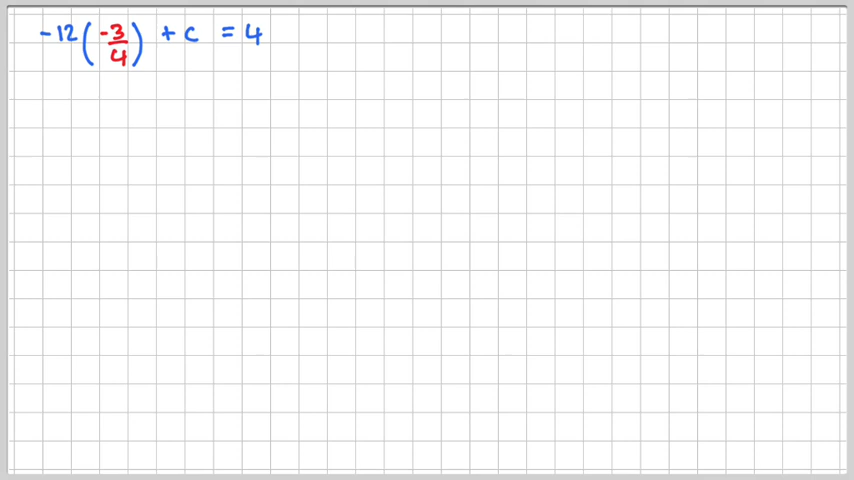 -12(-3/4) + c = 4